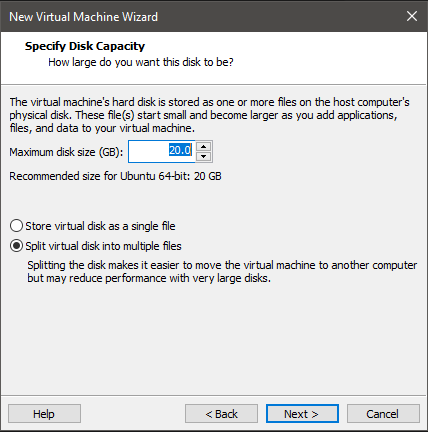 New Virtual Machine Wizard
Specify Disk Capacity
How large do you want this disk to be?
The virtual machine's hard disk is stored as one or more files on the host computer's
physical disk. These file(s) start small and become larger as you add applications,
files, and data to your virtual machine.
Maximum disk size (GB): 20.0
Recommended size for Ubuntu 64-bit: 20 GB
Store virtual disk as a single file
Split virtual disk into multiple files
Splitting the disk makes it easier to move the virtual machine to another computer
but may reduce performance with very large disks.
Help < Back Next > Cancel